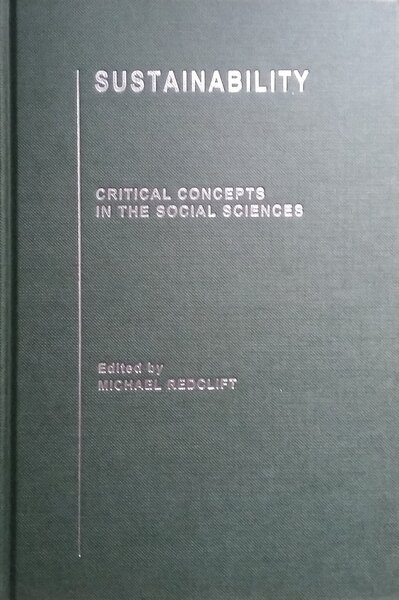 SUSTAINABILITY
CRITICAL CONCEPTS
IN THE SOCIAL SCIENCES
Edited by
MICHAEL REDCLIFT